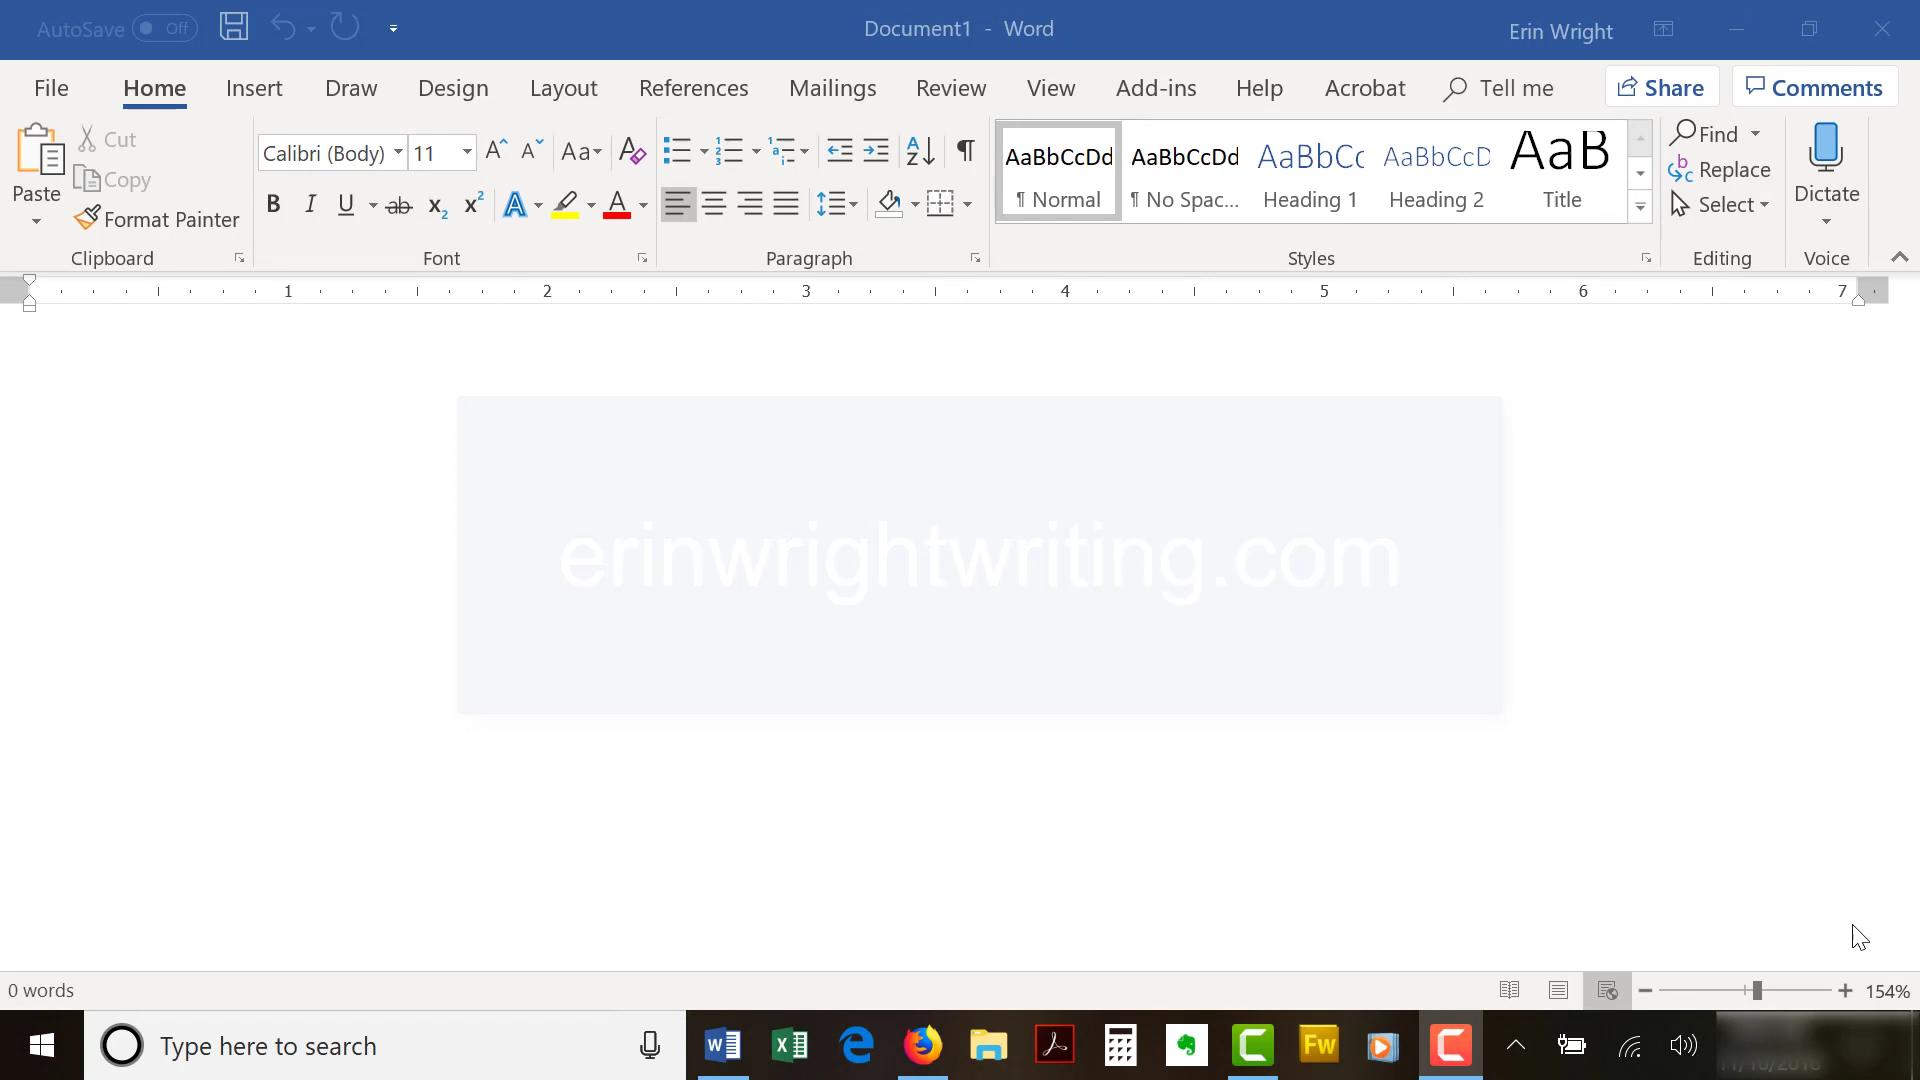 AutoSave Off Document1 - Word Erin Wright
File Home Insert Draw Design Layout References Mailings Review View Add-ins Help Acrobat Tell me Share Comments
Paste
Cut
Copy
Format Painter
Clipboard
Calibri (Body) 11
Font
Paragraph
AaBbCcDd AaBbCcDd AaBbCc AaBbCcD AaB
¶ Normal ¶ No Spac... Heading 1 Heading 2 Title
Styles
Find
Replace
Select
Editing
Dictate
Voice
1 2 3 4 5 6 7
erinwrightwriting.com
0 words 154%
Type here to search